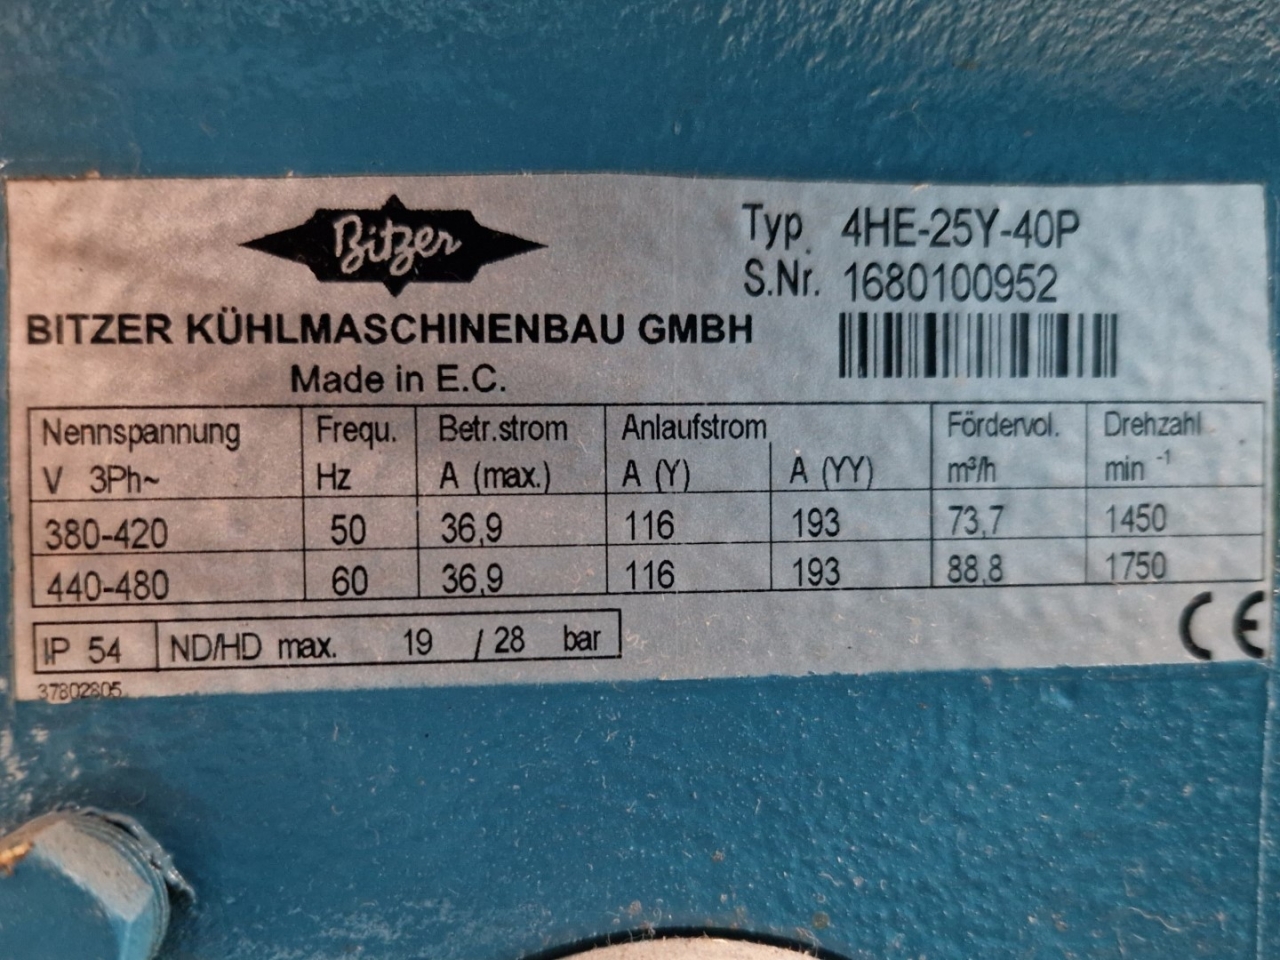 Bitzer
Typ 4HE-25Y-40P
S.Nr. 1680100952
BITZER KÜHLMASCHINENBAU GMBH
Made in E.C.
Nennspannung Frequ. Betr.strom Anlaufstrom Fördervol. Drehzahl
V 3Ph~ Hz A (max.) A (Y) A (YY) m³/h min ⁻¹
380-420 50 36,9 116 193 73,7 1450
440-480 60 36,9 116 193 88,8 1750
IP 54 ND/HD max. 19 / 28 bar
CE
37802805